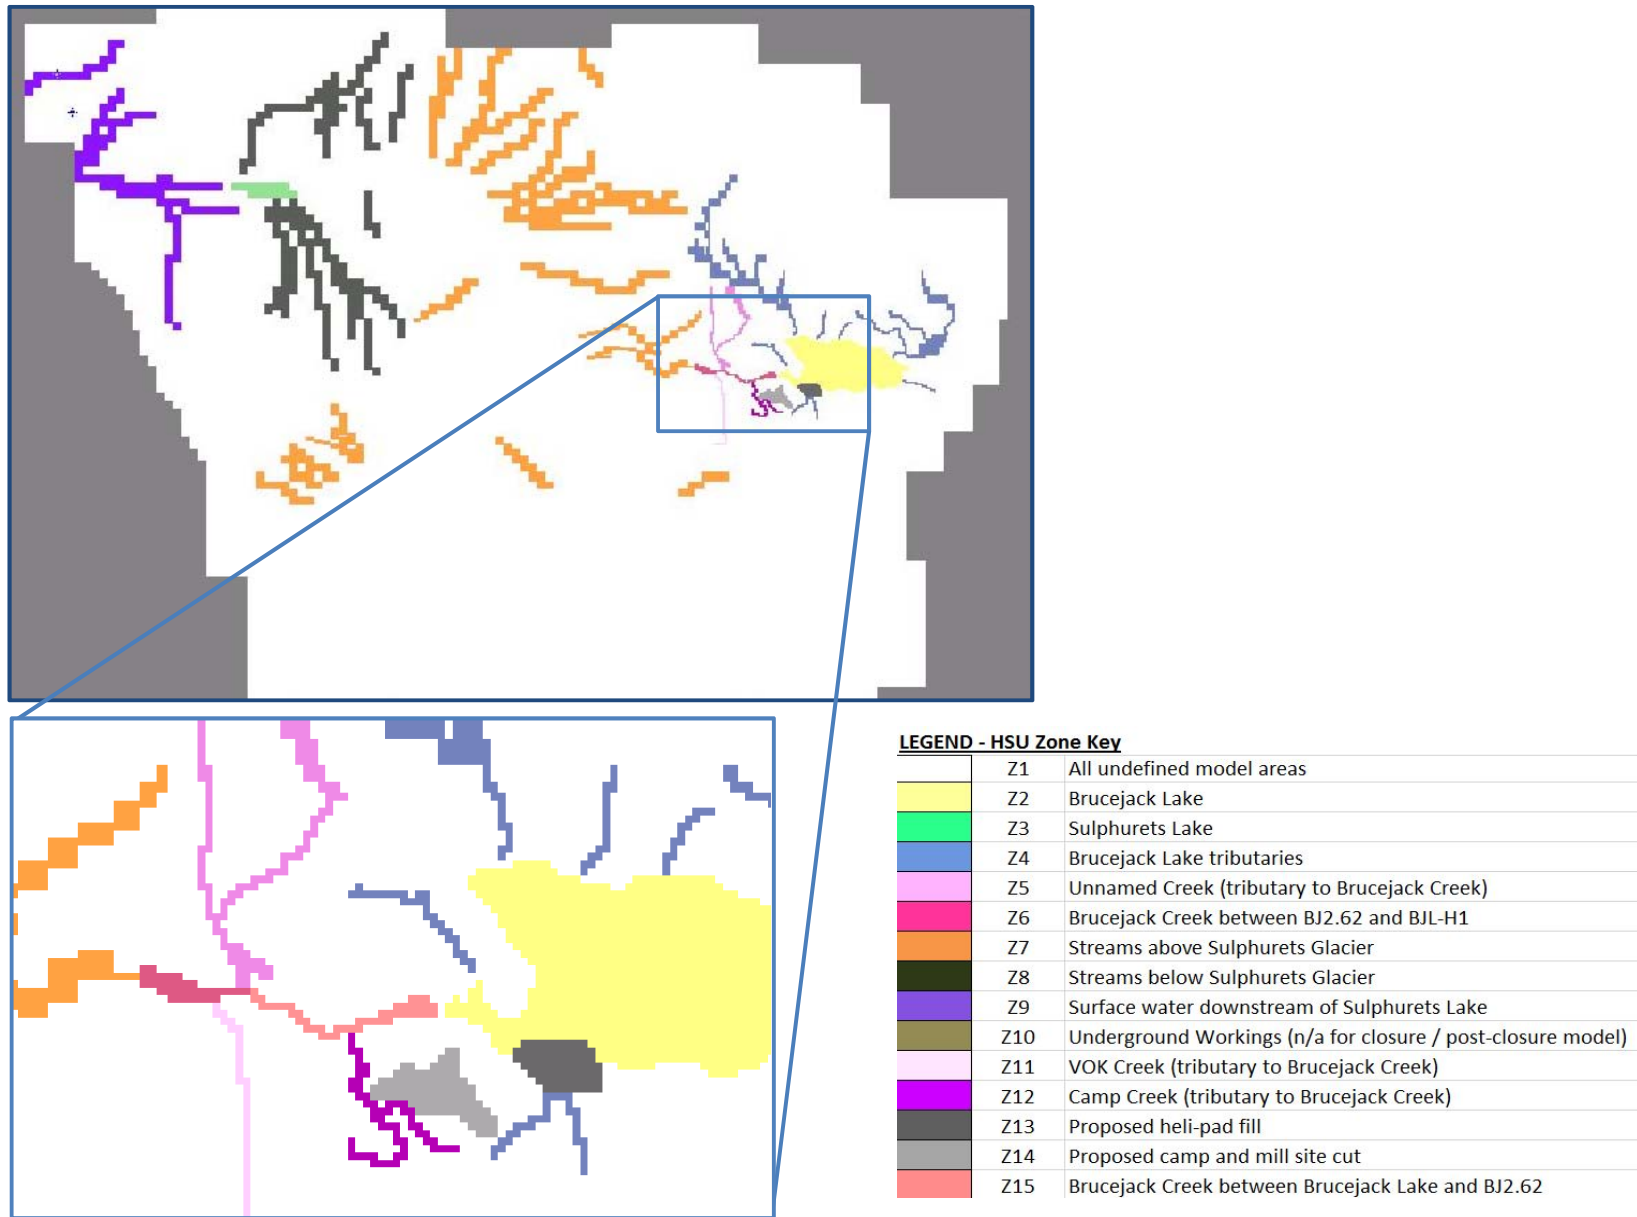 LEGEND - HSU Zone Key
Z1 All undefined model areas
Z2 Brucejack Lake
Z3 Sulphurets Lake
Z4 Brucejack Lake tributaries
Z5 Unnamed Creek (tributary to Brucejack Creek)
Z6 Brucejack Creek between BJ2.62 and BJL-H1
Z7 Streams above Sulphurets Glacier
Z8 Streams below Sulphurets Glacier
Z9 Surface water downstream of Sulphurets Lake
Z10 Underground Workings (n/a for closure / post-closure model)
Z11 VOK Creek (tributary to Brucejack Creek)
Z12 Camp Creek (tributary to Brucejack Creek)
Z13 Proposed heli-pad fill
Z14 Proposed camp and mill site cut
Z15 Brucejack Creek between Brucejack Lake and BJ2.62